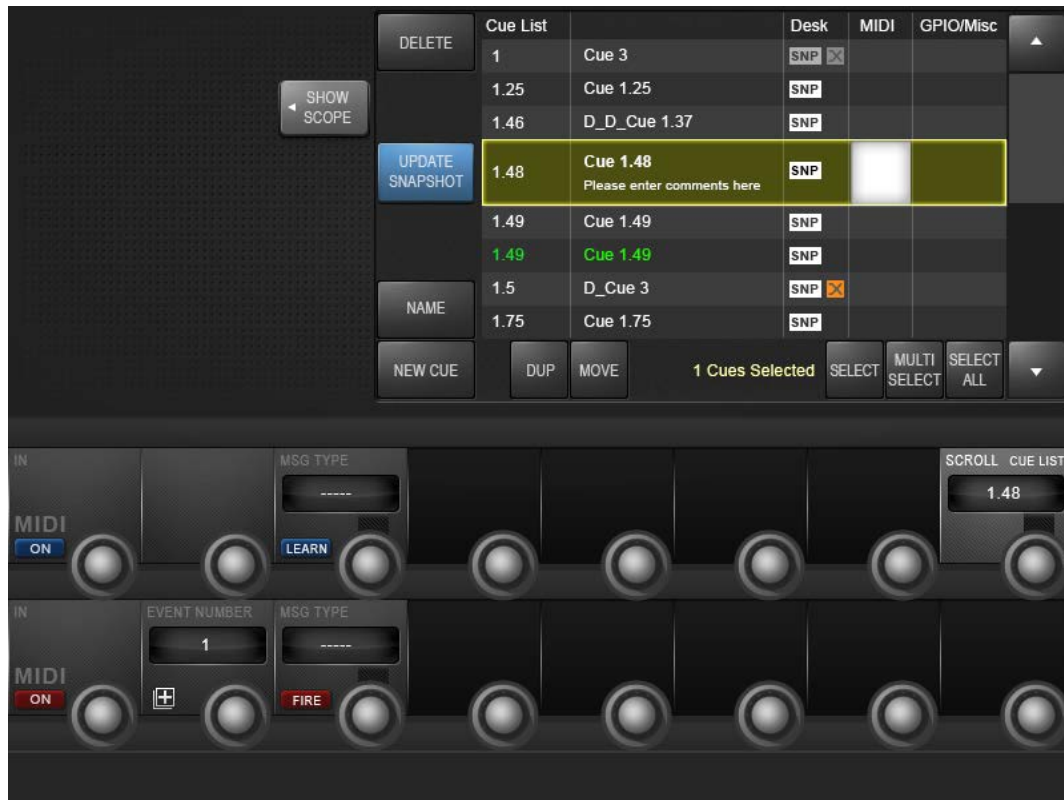 DELETE
Cue List Desk MIDI GPIO/Misc
1 Cue 3 SNP
1.25 Cue 1.25 SNP
SHOW
SCOPE
1.46 D_D_Cue 1.37 SNP
UPDATE
SNAPSHOT
1.48 Cue 1.48 SNP
Please enter comments here
1.49 Cue 1.49 SNP
1.49 Cue 1.49 SNP
NAME
1.5 D_Cue 3 SNP
1.75 Cue 1.75 SNP
NEW CUE DUP MOVE 1 Cues Selected SELECT MULTI SELECT SELECT ALL
IN MSG TYPE SCROLL CUE LIST
----- 1.48
MIDI
ON LEARN
IN EVENT NUMBER MSG TYPE
1 -----
MIDI
ON FIRE